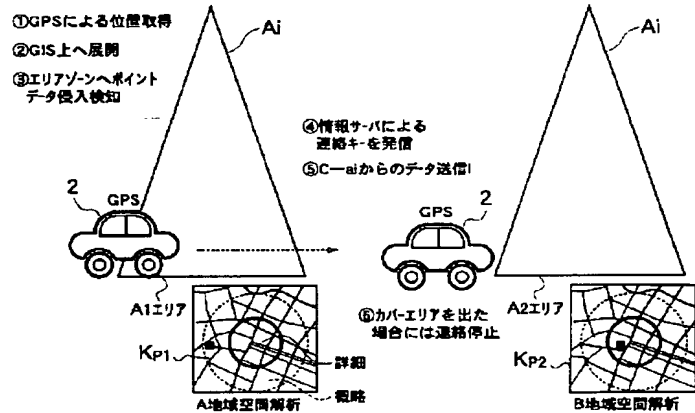 ①GPSによる位置取得
②GIS上へ展開
③エリアゾーンへポイント
データ侵入検知
Ai
Ai
④情報サーバによる
連絡キーを発信
⑤C－aiからのデータ送信
2
GPS
GPS
2
A1エリア
A2エリア
⑥カバーエリアを出た
場合には連絡停止
KP1
詳細
概略
KP2
A地域空間解析
B地域空間解析